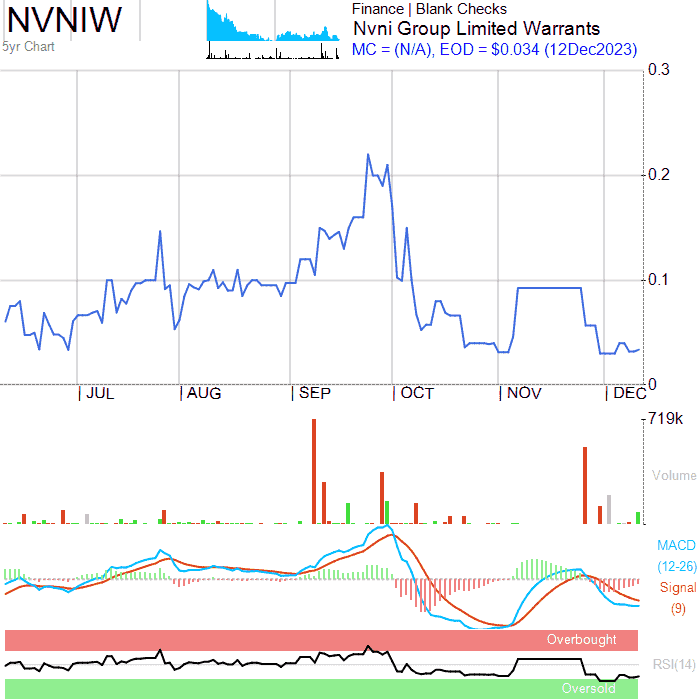 NVNIW
5yr Chart
Finance | Blank Checks
Nvni Group Limited Warrants
MC = (N/A), EOD = $0.034 (12Dec2023)
0.3
0.2
0.1
0
| JUL | AUG | SEP | OCT | NOV | DEC
719k
Volume
MACD
(12-26)
Signal
(9)
Overbought
RSI(14)
Oversold